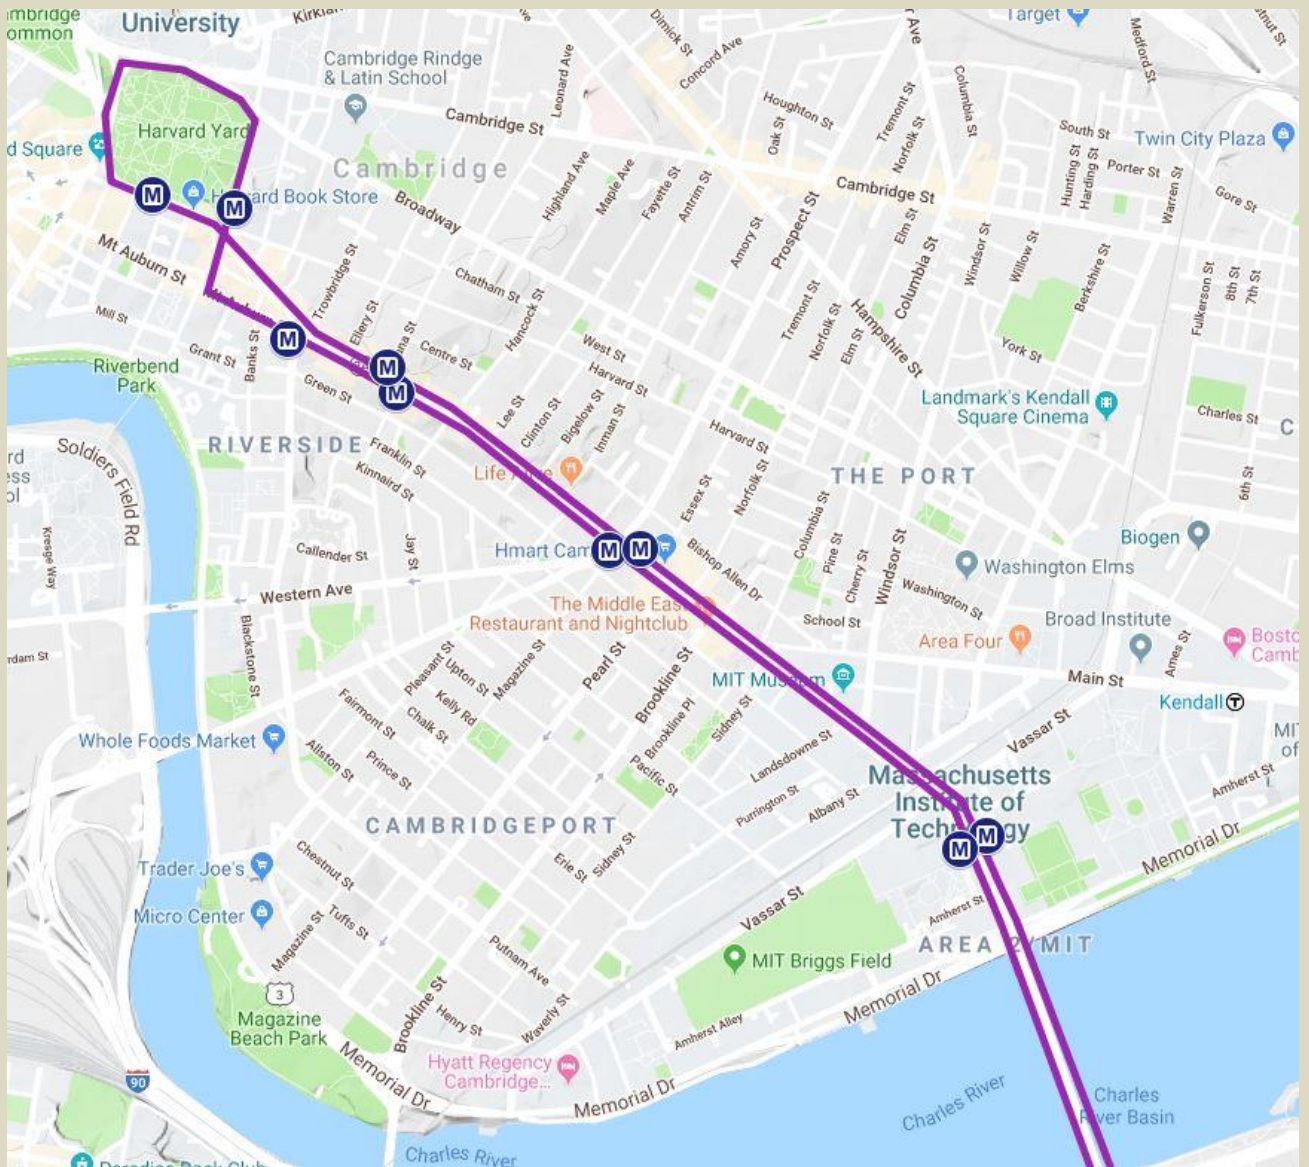 University
Cambridge Rindge
& Latin School
Leonard Ave
Dimick St
Concord Ave
Target
Medford St
Houghton St
Oak St
Tremont St
Norfolk St
Columbia St
South St
Porter St
Hunting St
Harding St
Warren St
Gore St
Twin City Plaza
Cambridge St
Harvard Yard
Cambridge
Highland Ave
Maple Ave
Fayette St
Antrim St
Cambridge St
M
M
Broadway
Amory St
Prospect St
Elm St
Columbia St
Windsor St
Willow St
Berkshire St
Mt Auburn St
Trowbridge St
Chatham St
Fulkerson St
8th St
7th St
Mill St
Ellery St
Hancock St
Tremont St
Norfolk St
Elm St
Hampshire St
Grant St
Banks St
M
Centre St
West St
York St
Riverbend
Park
M
M
Green St
Harvard St
Landmark's Kendall
Square Cinema
Charles St
Lee St
Clinton St
Bigelow St
Inman St
Harvard St
Soldiers Field Rd
RIVERSIDE
Franklin St
Kinnaird St
THE PORT
Essex St
Norfolk St
6th St
Kresge Way
Callender St
Jay St
M
M
Bishop Allen Dr
Columbia St
Pine St
Cherry St
Windsor St
Biogen
Washington Elms
Western Ave
Washington St
The Middle East
Restaurant and Nightclub
School St
Area Four
Broad Institute
Ames St
Blackstone St
Pleasant St
Upton St
Magazine St
Pearl St
Brookline St
MIT Museum
Main St
Kendall
T
Fairmont St
Kelly Rd
Chalk St
Brookline Pl
Sidney St
Vassar St
Whole Foods Market
Allston St
Prince St
Pacific St
Landsdowne St
Purrington St
Albany St
Massachusetts
Institute of
Technology
Amherst St
CAMBRIDGEPORT
M
M
Memorial Dr
Trader Joe's
Chestnut St
Erie St
Sidney St
Micro Center
Magazine St
Tufts St
Vassar St
Amherst St
AREA 2/MIT
Putnam Ave
MIT Briggs Field
3
Magazine
Beach Park
Brookline St
Henry St
Waverly St
Memorial Dr
Amherst Alley
90
Memorial Dr
Hyatt Regency
Cambridge...
Memorial Dr
Charles River
Charles
River Basin
Charles River